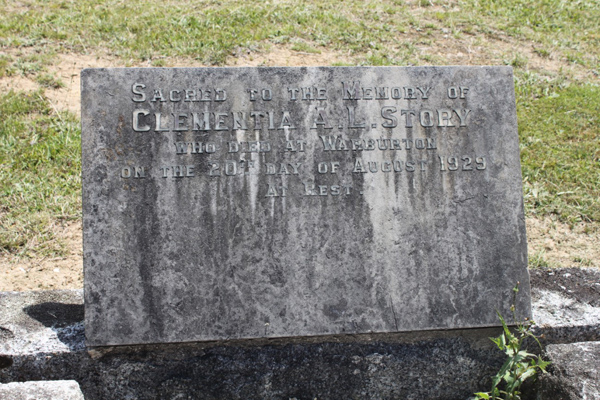 Sacred to the Memory of
Clementia A.L. Story
Who died at Warburton
on the 20th day of August 1929
At Rest